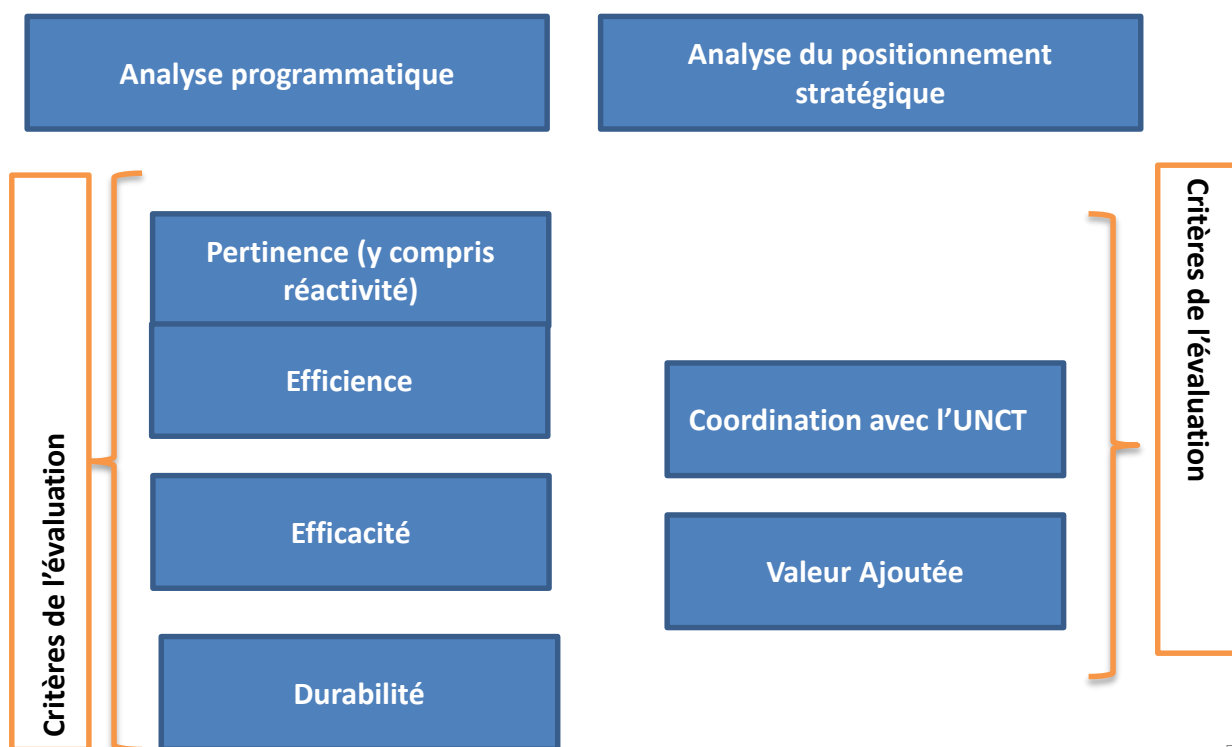 Analyse programmatique
Analyse du positionnement
stratégique
Critères de l'évaluation
Pertinence (y compris
réactivité)
Efficience
Efficacité
Durabilité
Coordination avec l'UNCT
Valeur Ajoutée
Critères de l'évaluation